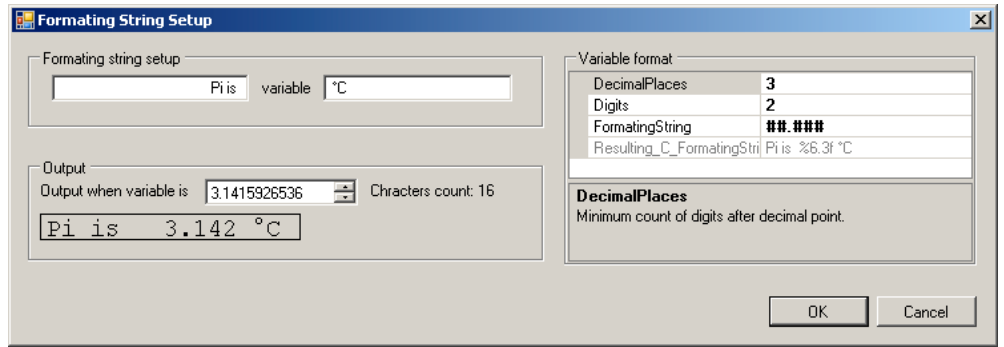 Formating String Setup
Formating string setup
Pi is variable °C
Output
Output when variable is 3.1415926536 Chracters count: 16
Pi is  3.142 °C
Variable format
DecimalPlaces 3
Digits 2
FormatingString ##.###
Resulting_C_FormatingStri Pi is %6.3f °C
DecimalPlaces
Minimum count of digits after decimal point.
OK Cancel